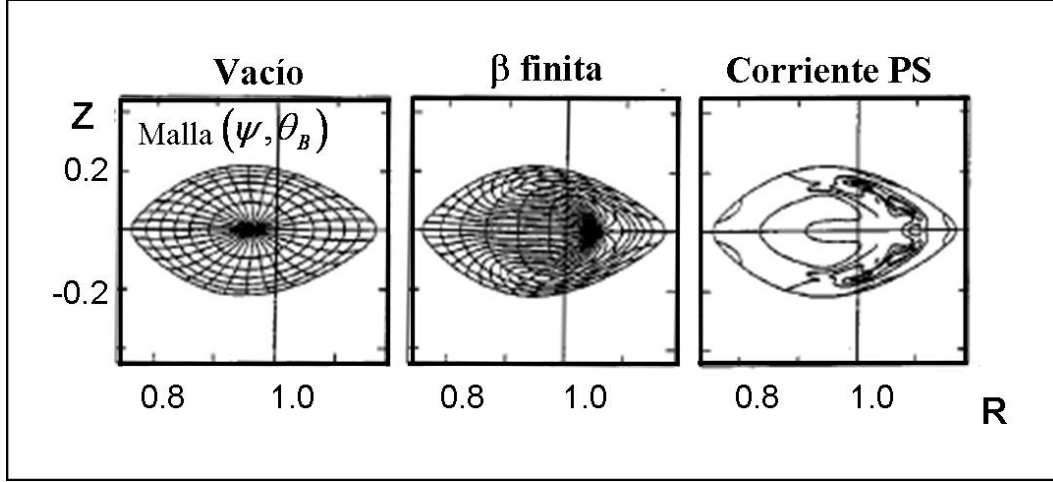 Vacío
β finita
Corriente PS
Z
Malla (ψ, θ_B)
0.2
-0.2
0.8 1.0
0.8 1.0
0.8 1.0
R